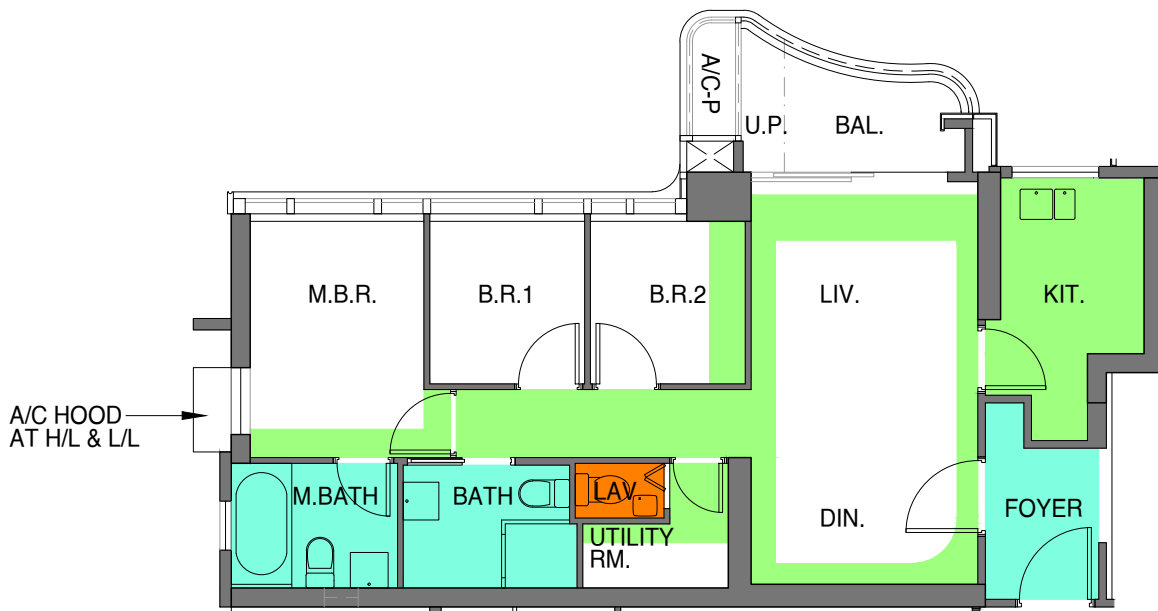 A/C-P
U.P.
BAL.
M.B.R.
B.R.1
B.R.2
LIV.
KIT.
A/C HOOD
AT H/L & L/L
M.BATH
BATH
LAV
UTILITY
RM.
DIN.
FOYER